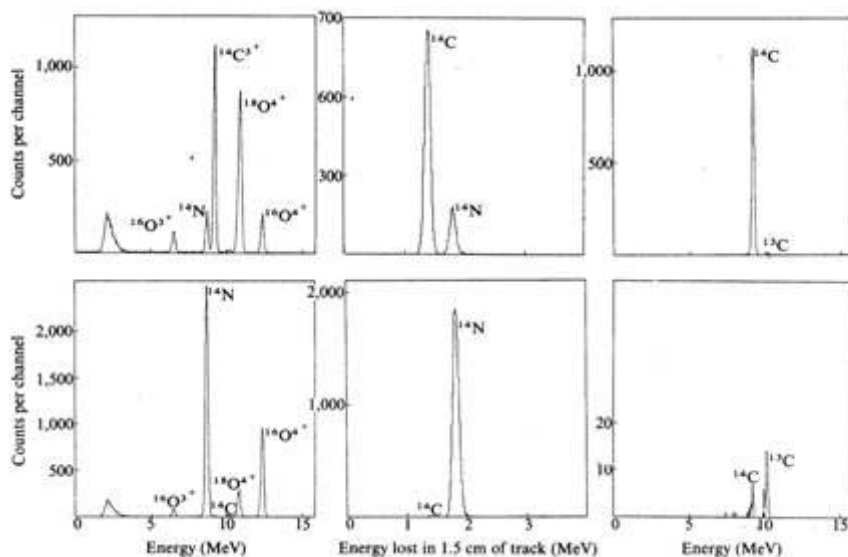 Counts per channel
1,000
500
¹⁶O³⁺
¹⁴N
¹⁴C³⁺
¹⁸O⁴⁺
¹⁶O⁴⁺
700
600
300
¹⁴C
¹⁴N
1,000
500
¹⁴C
¹³C
Counts per channel
2,000
1,500
1,000
500
¹⁴N
¹⁶O³⁺
¹⁸O⁴⁺
¹⁴C
¹⁶O⁴⁺
0 5 10 15
Energy (MeV)
2,000
1,000
¹⁴N
¹⁴C
0 1 2 3
Energy lost in 1.5 cm of track (MeV)
20
10
¹⁴C
¹³C
0 5 10 15
Energy (MeV)